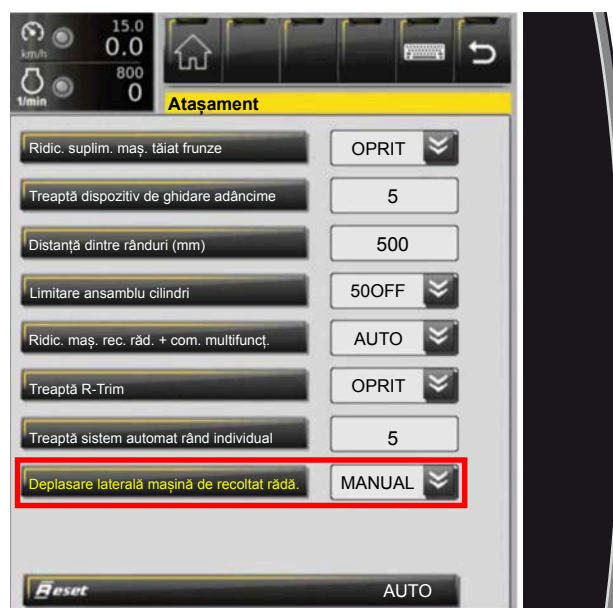 15.0
km/h 0.0
800
1/min 0
Atașament
Ridic. suplim. maș. tăiat frunze OPRIT
Treaptă dispozitiv de ghidare adâncime 5
Distanță dintre rânduri (mm) 500
Limitare ansamblu cilindri 50OFF
Ridic. maș. rec. răd. + com. multifuncț. AUTO
Treaptă R-Trim OPRIT
Treaptă sistem automat rând individual 5
Deplasare laterală mașină de recoltat rădă. MANUAL
Reset AUTO